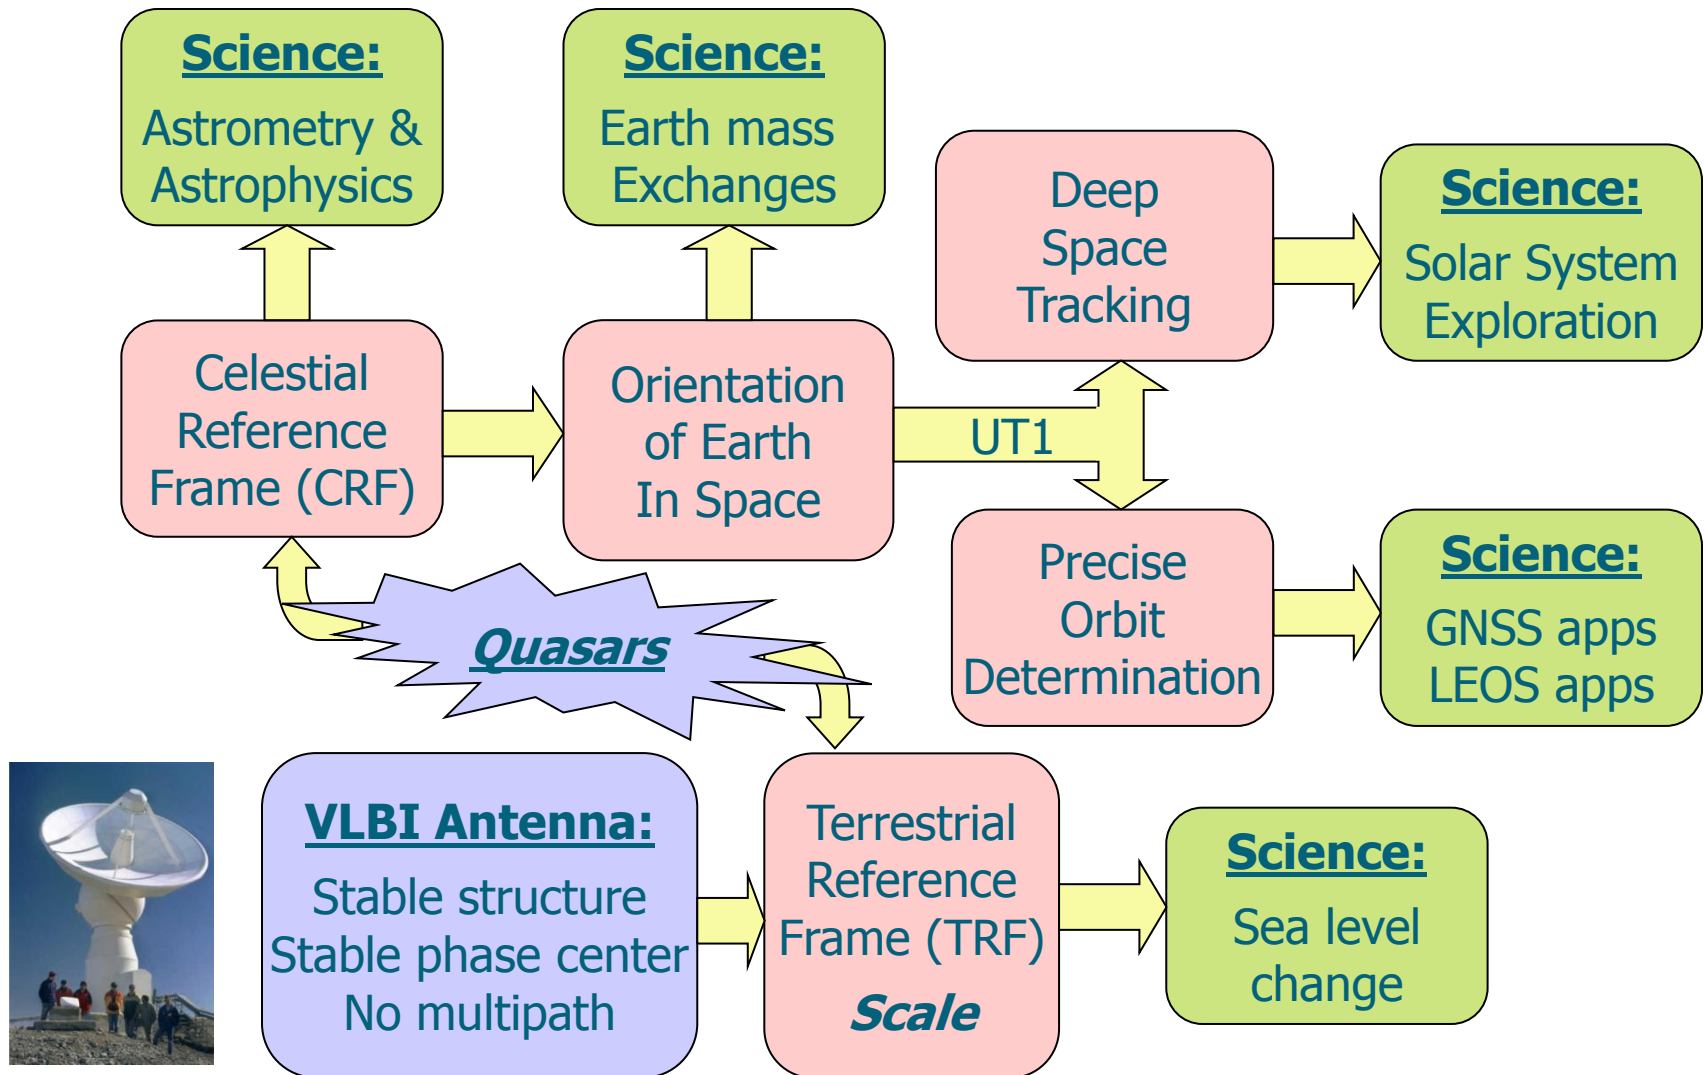 Science:
Astrometry &
Astrophysics
Science:
Earth mass
Exchanges
Deep
Space
Tracking
Science:
Solar System
Exploration
Celestial
Reference
Frame (CRF)
Orientation
of Earth
In Space
UT1
Precise
Orbit
Determination
Science:
GNSS apps
LEOS apps
Quasars
VLBI Antenna:
Stable structure
Stable phase center
No multipath
Terrestrial
Reference
Frame (TRF)
Scale
Science:
Sea level
change